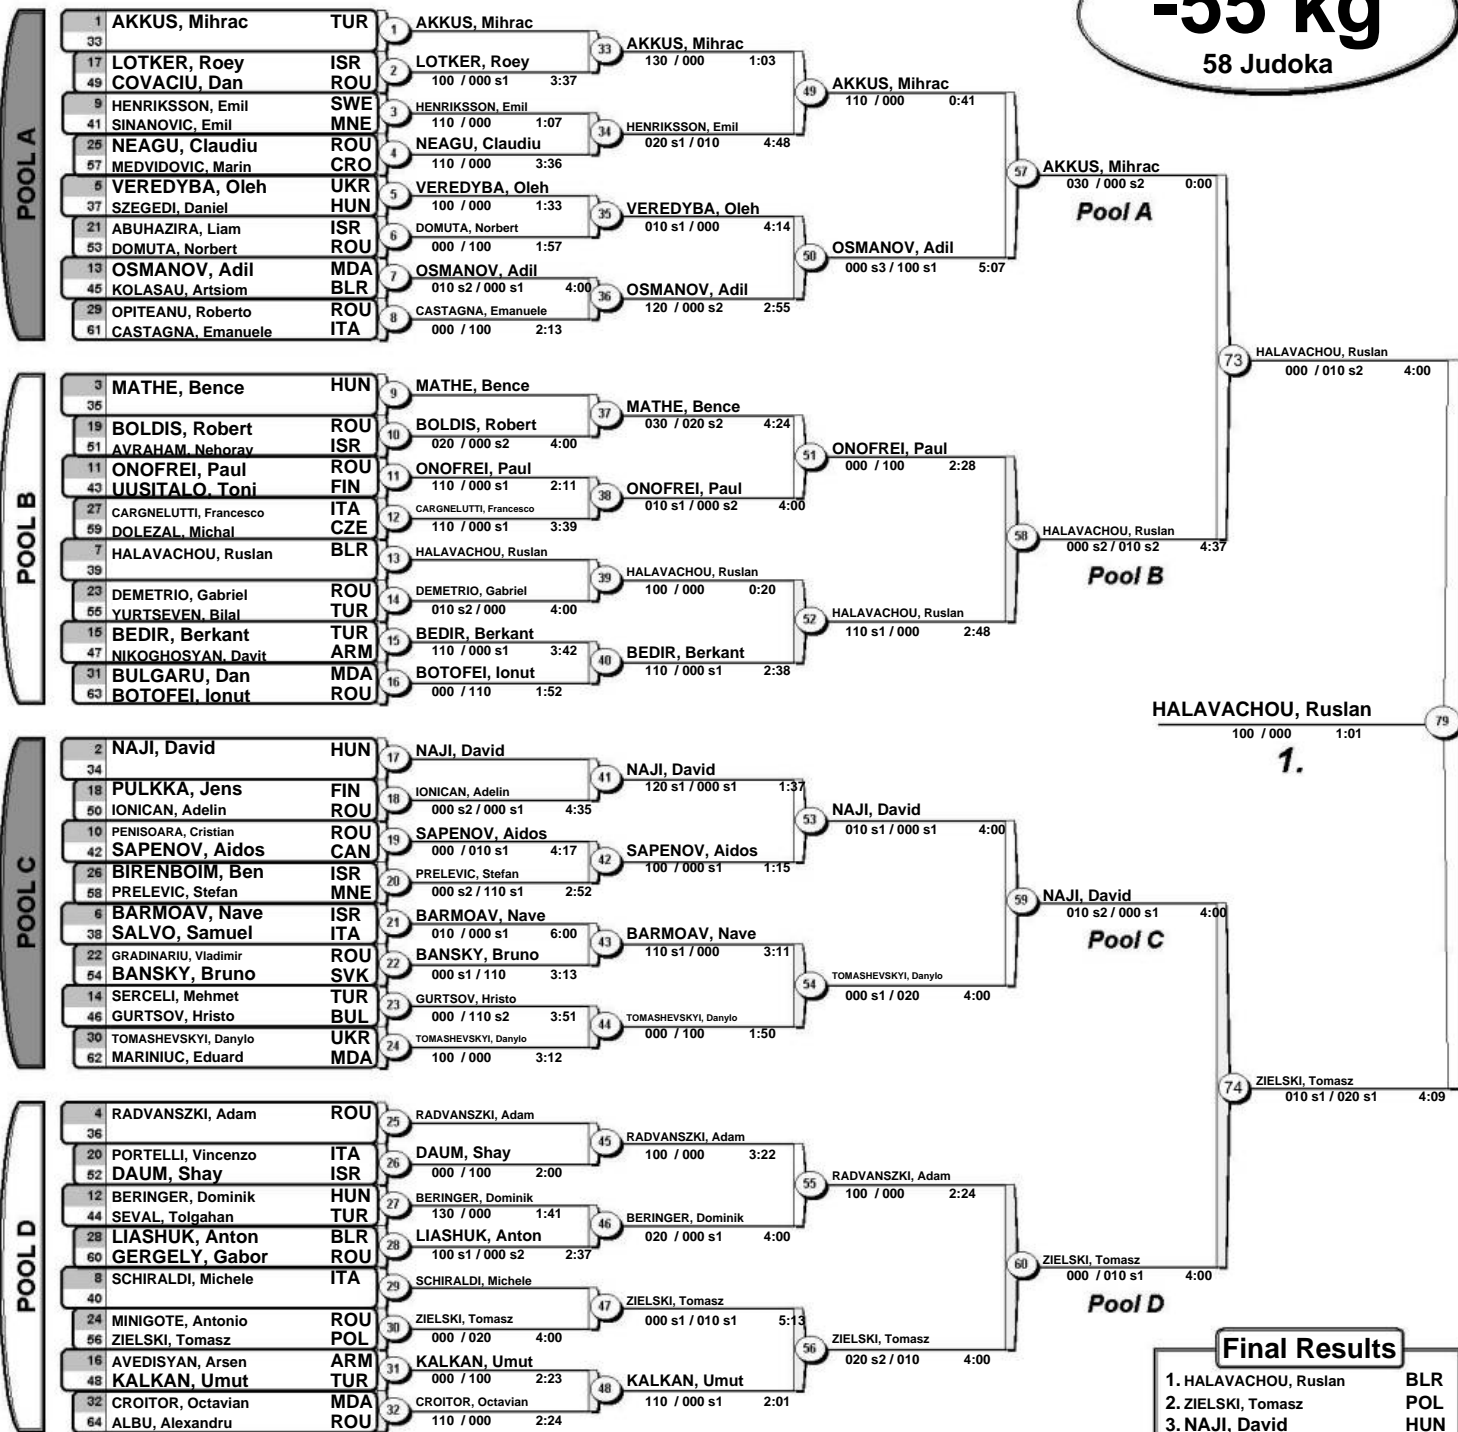 -55 kg
58 Judoka
POOL A
1 AKKUS, Mihrac TUR
33
17 LOTKER, Roey ISR
49 COVACIU, Dan ROU
9 HENRIKSSON, Emil SWE
41 SINANOVIC, Emil MNE
25 NEAGU, Claudiu ROU
57 MEDVIDOVIC, Marin CRO
5 VEREDYBA, Oleh UKR
37 SZEGEDI, Daniel HUN
21 ABUHAZIRA, Liam ISR
53 DOMUTA, Norbert ROU
13 OSMANOV, Adil MDA
45 KOLASAU, Artsiom BLR
29 OPITEANU, Roberto ROU
61 CASTAGNA, Emanuele ITA
1 AKKUS, Mihrac
2 LOTKER, Roey
100 / 000 s1 3:37
3 HENRIKSSON, Emil
110 / 000 1:07
4 NEAGU, Claudiu
110 / 000 3:36
5 VEREDYBA, Oleh
100 / 000 1:33
6 DOMUTA, Norbert
000 / 100 1:57
7 OSMANOV, Adil
010 s2 / 000 s1 4:00
8 CASTAGNA, Emanuele
000 / 100 2:13
33 AKKUS, Mihrac
130 / 000 1:03
34 HENRIKSSON, Emil
020 s1 / 010 4:48
35 VEREDYBA, Oleh
010 s1 / 000 4:14
36 OSMANOV, Adil
120 / 000 s2 2:55
49 AKKUS, Mihrac
110 / 000 0:41
50 OSMANOV, Adil
000 s3 / 100 s1 5:07
57 AKKUS, Mihrac
030 / 000 s2 0:00
Pool A
POOL B
3 MATHE, Bence HUN
35
19 BOLDIS, Robert ROU
51 AVRAHAM, Nehoray ISR
11 ONOFREI, Paul ROU
43 UUSITALO, Toni FIN
27 CARGNELUTTI, Francesco ITA
59 DOLEZAL, Michal CZE
7 HALAVACHOU, Ruslan BLR
39
23 DEMETRIO, Gabriel ROU
55 YURTSEVEN, Bilal TUR
15 BEDIR, Berkant TUR
47 NIKOGHOSYAN, Davit ARM
31 BULGARU, Dan MDA
63 BOTOFEI, Ionut ROU
9 MATHE, Bence
10 BOLDIS, Robert
020 / 000 s2 4:00
11 ONOFREI, Paul
110 / 000 s1 2:11
12 CARGNELUTTI, Francesco
110 / 000 s1 3:39
13 HALAVACHOU, Ruslan
14 DEMETRIO, Gabriel
010 s2 / 000 4:00
15 BEDIR, Berkant
110 / 000 s1 3:42
16 BOTOFEI, Ionut
000 / 110 1:52
37 MATHE, Bence
030 / 020 s2 4:24
38 ONOFREI, Paul
010 s1 / 000 s2 4:00
39 HALAVACHOU, Ruslan
100 / 000 0:20
40 BEDIR, Berkant
110 / 000 s1 2:38
51 ONOFREI, Paul
000 / 100 2:28
52 HALAVACHOU, Ruslan
110 s1 / 000 2:48
58 HALAVACHOU, Ruslan
000 s2 / 010 s2 4:37
Pool B
73 HALAVACHOU, Ruslan
000 / 010 s2 4:00
HALAVACHOU, Ruslan 79
100 / 000 1:01
1.
POOL C
2 NAJI, David HUN
34
18 PULKKA, Jens FIN
50 IONICAN, Adelin ROU
10 PENISOARA, Cristian ROU
42 SAPENOV, Aidos CAN
26 BIRENBOIM, Ben ISR
58 PRELEVIC, Stefan MNE
6 BARMOAV, Nave ISR
38 SALVO, Samuel ITA
22 GRADINARIU, Vladimir ROU
54 BANSKY, Bruno SVK
14 SERCELI, Mehmet TUR
46 GURTSOV, Hristo BUL
30 TOMASHEVSKYI, Danylo UKR
62 MARINIUC, Eduard MDA
17 NAJI, David
18 IONICAN, Adelin
000 s2 / 000 s1 4:35
19 SAPENOV, Aidos
000 / 010 s1 4:17
20 PRELEVIC, Stefan
000 s2 / 110 s1 2:52
21 BARMOAV, Nave
010 / 000 s1 6:00
22 BANSKY, Bruno
000 s1 / 110 3:13
23 GURTSOV, Hristo
000 / 110 s2 3:51
24 TOMASHEVSKYI, Danylo
100 / 000 3:12
41 NAJI, David
120 s1 / 000 s1 1:37
42 SAPENOV, Aidos
100 / 000 s1 1:15
43 BARMOAV, Nave
110 s1 / 000 3:11
44 TOMASHEVSKYI, Danylo
000 / 100 1:50
53 NAJI, David
010 s1 / 000 s1 4:00
54 TOMASHEVSKYI, Danylo
000 s1 / 020 4:00
59 NAJI, David
010 s2 / 000 s1 4:00
Pool C
74 ZIELSKI, Tomasz
010 s1 / 020 s1 4:09
POOL D
4 RADVANSZKI, Adam ROU
36
20 PORTELLI, Vincenzo ITA
52 DAUM, Shay ISR
12 BERINGER, Dominik HUN
44 SEVAL, Tolgahan TUR
28 LIASHUK, Anton BLR
60 GERGELY, Gabor ROU
8 SCHIRALDI, Michele ITA
40
24 MINIGOTE, Antonio ROU
56 ZIELSKI, Tomasz POL
16 AVEDISYAN, Arsen ARM
48 KALKAN, Umut TUR
32 CROITOR, Octavian MDA
64 ALBU, Alexandru ROU
25 RADVANSZKI, Adam
26 DAUM, Shay
000 / 100 2:00
27 BERINGER, Dominik
130 / 000 1:41
28 LIASHUK, Anton
100 s1 / 000 s2 2:37
29 SCHIRALDI, Michele
30 ZIELSKI, Tomasz
000 / 020 4:00
31 KALKAN, Umut
000 / 100 2:23
32 CROITOR, Octavian
110 / 000 2:24
45 RADVANSZKI, Adam
100 / 000 3:22
46 BERINGER, Dominik
020 / 000 s1 4:00
47 ZIELSKI, Tomasz
000 s1 / 010 s1 5:13
48 KALKAN, Umut
110 / 000 s1 2:01
55 RADVANSZKI, Adam
100 / 000 2:24
56 ZIELSKI, Tomasz
020 s2 / 010 4:00
60 ZIELSKI, Tomasz
000 / 010 s1 4:00
Pool D
Final Results
1. HALAVACHOU, Ruslan BLR
2. ZIELSKI, Tomasz POL
3. NAJI, David HUN